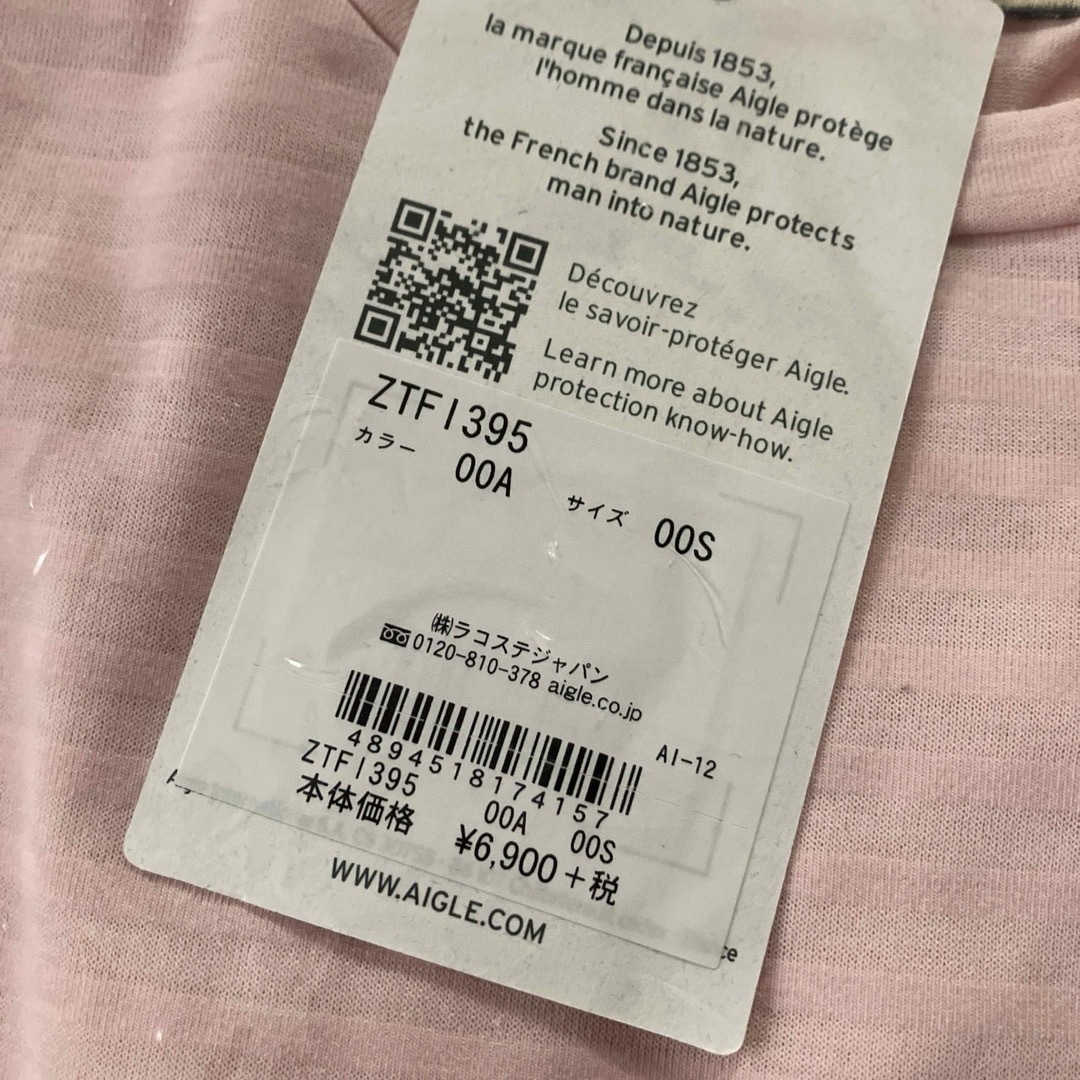 Depuis 1853,
la marque française Aigle protège
l'homme dans la nature.
Since 1853,
the French brand Aigle protects
man into nature.
Découvrez
le savoir-protéger Aigle.
Learn more about Aigle
protection know-how.
ZTF1395
カラー 00A サイズ 00S
㈱ラコステジャパン
0120-810-378 aigle.co.jp
A1-12
4894518174157
ZTF1395 00A 00S
本体価格 ¥6,900+税
WWW.AIGLE.COM